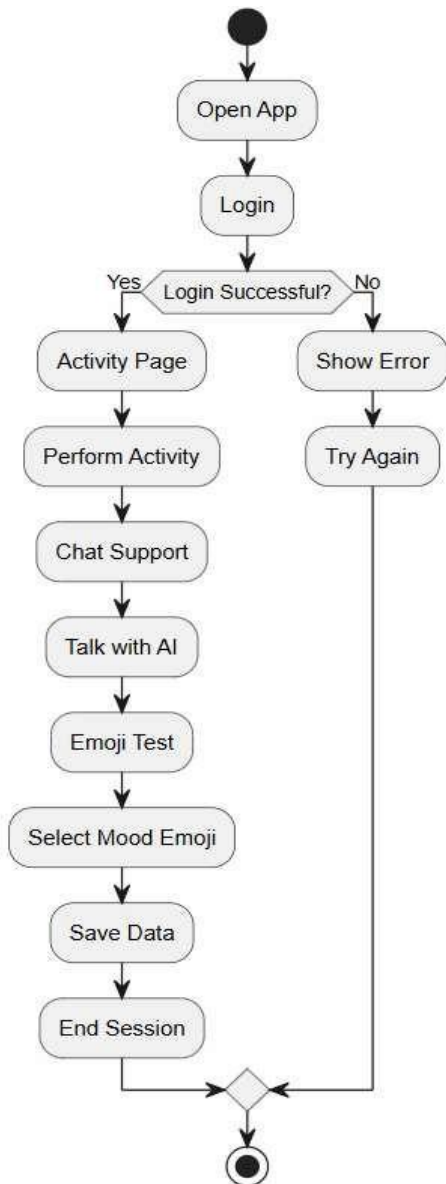 Open App
Login
Yes
Login Successful?
No
Activity Page
Show Error
Perform Activity
Try Again
Chat Support
Talk with AI
Emoji Test
Select Mood Emoji
Save Data
End Session